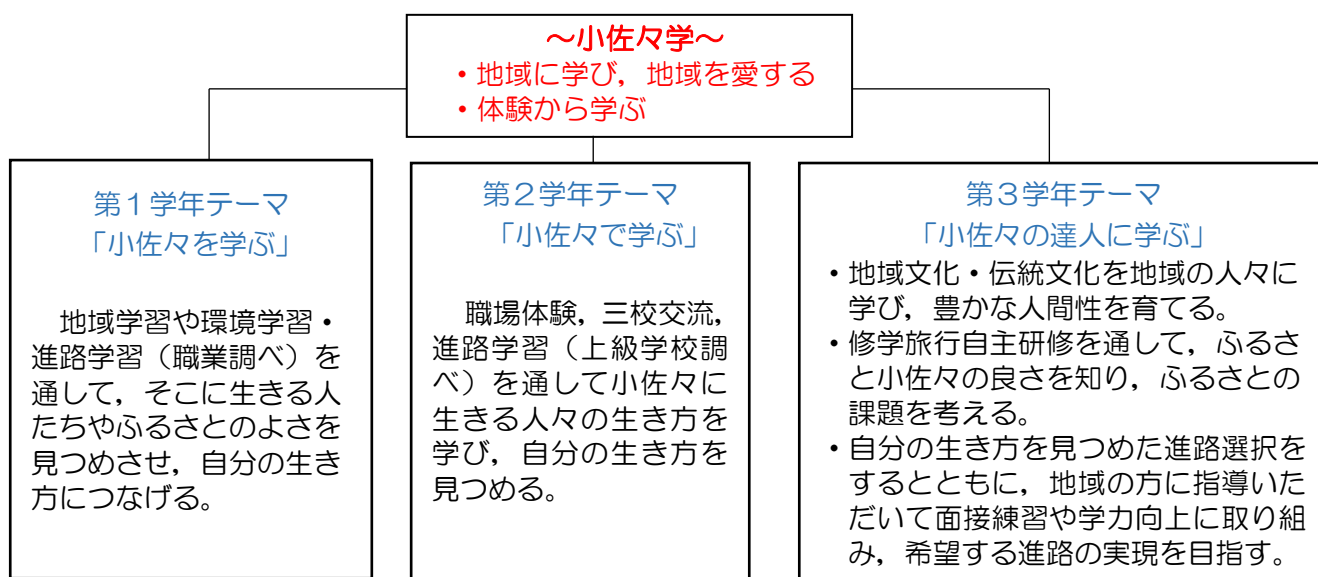 ～小佐々学～
・地域に学び，地域を愛する
・体験から学ぶ
第１学年テーマ
「小佐々を学ぶ」
地域学習や環境学習・
進路学習（職業調べ）を
通して，そこに生きる人
たちやふるさとのよさを
見つめさせ，自分の生き
方につなげる。
第２学年テーマ
「小佐々で学ぶ」
職場体験，三校交流，
進路学習（上級学校調
べ）を通して小佐々に
生きる人々の生き方を
学び，自分の生き方を
見つめる。
第３学年テーマ
「小佐々の達人に学ぶ」
・地域文化・伝統文化を地域の人々に
学び，豊かな人間性を育てる。
・修学旅行自主研修を通して，ふるさ
と小佐々の良さを知り，ふるさとの
課題を考える。
・自分の生き方を見つめた進路選択を
するとともに，地域の方に指導いた
だいて面接練習や学力向上に取り組
み，希望する進路の実現を目指す。